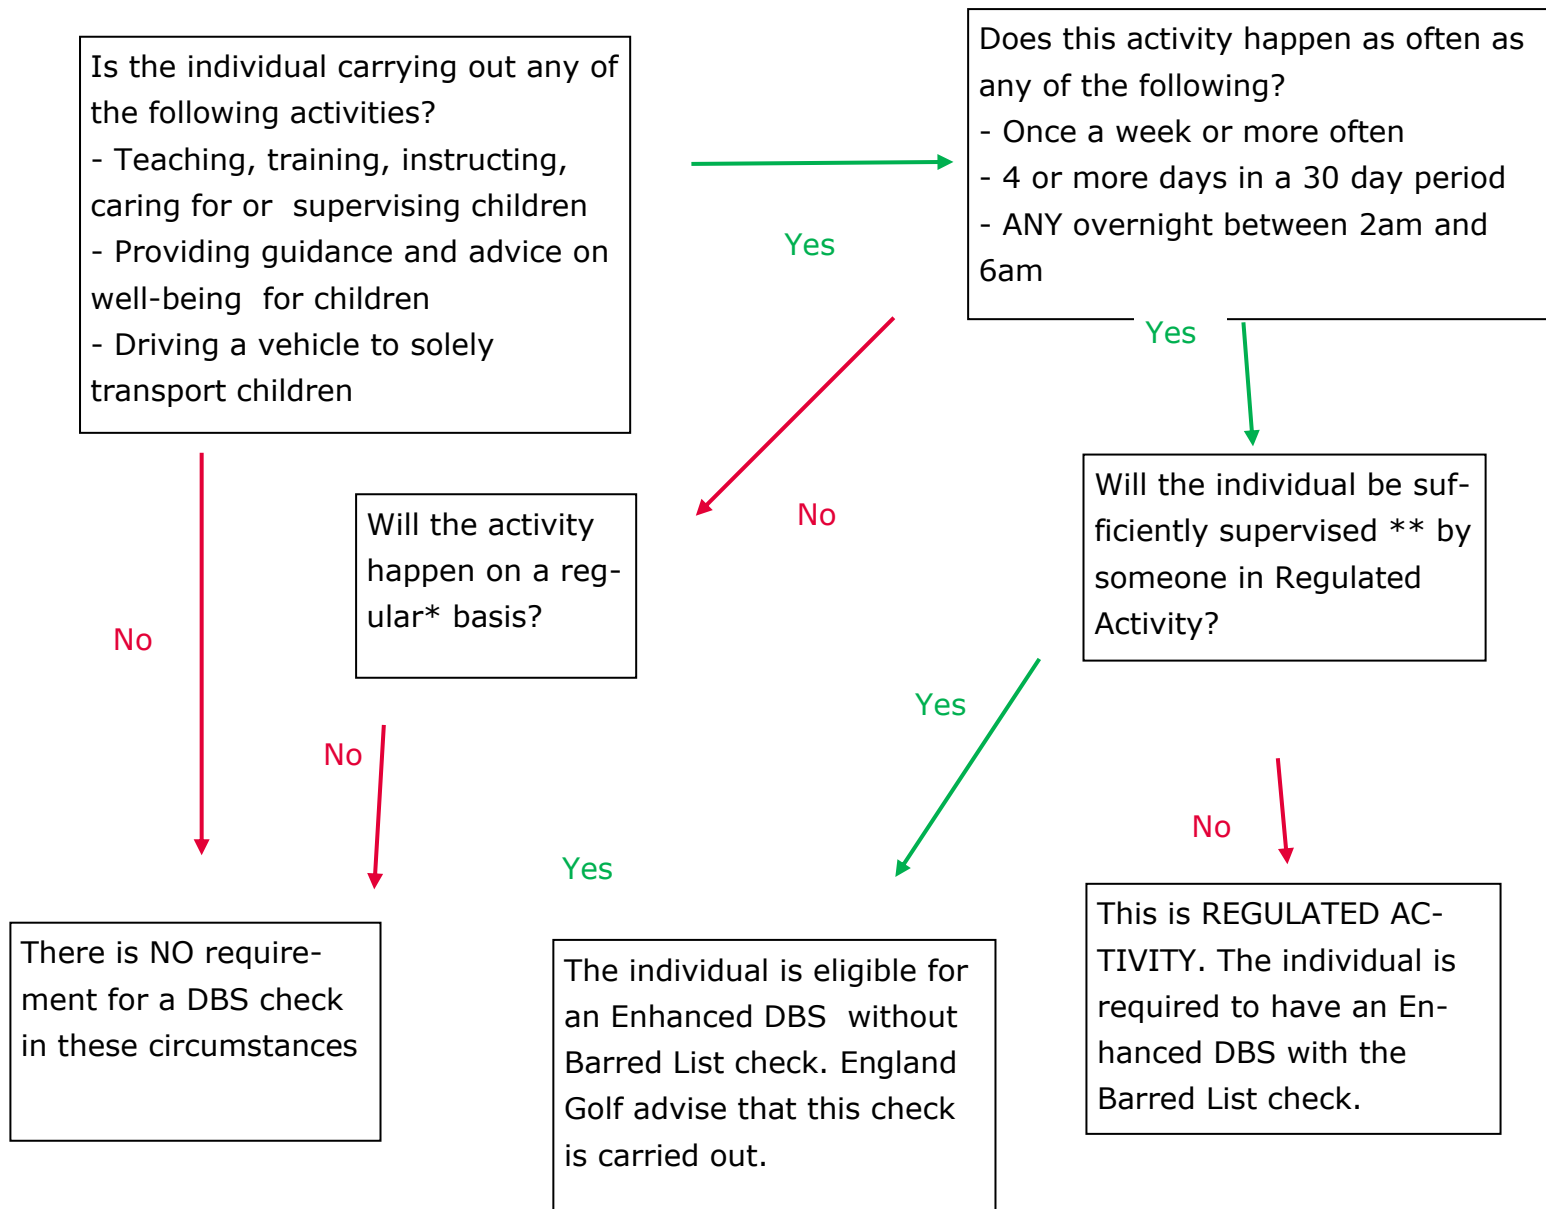 Is the individual carrying out any of
the following activities?
- Teaching, training, instructing,
caring for or  supervising children
- Providing guidance and advice on
well-being  for children
- Driving a vehicle to solely
transport children
Yes
Does this activity happen as often as
any of the following?
- Once a week or more often
- 4 or more days in a 30 day period
- ANY overnight between 2am and
6am
Yes
No
No
Will the activity
happen on a reg-
ular* basis?
Will the individual be suf-
ficiently supervised ** by
someone in Regulated
Activity?
No
Yes
Yes
No
There is NO require-
ment for a DBS check
in these circumstances
The individual is eligible for
an Enhanced DBS  without
Barred List check. England
Golf advise that this check
is carried out.
This is REGULATED AC-
TIVITY. The individual is
required to have an En-
hanced DBS with the
Barred List check.